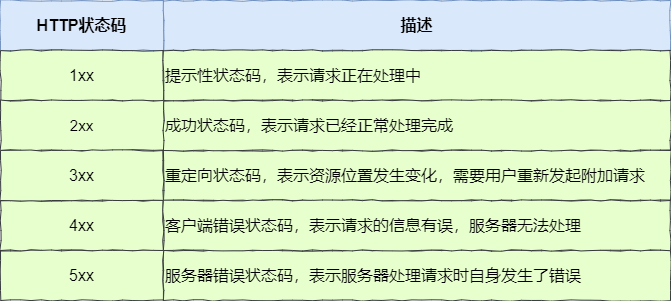 HTTP状态码 描述
1xx 提示性状态码，表示请求正在处理中
2xx 成功状态码，表示请求已经正常处理完成
3xx 重定向状态码，表示资源位置发生变化，需要用户重新发起附加请求
4xx 客户端错误状态码，表示请求的信息有误，服务器无法处理
5xx 服务器错误状态码，表示服务器处理请求时自身发生了错误